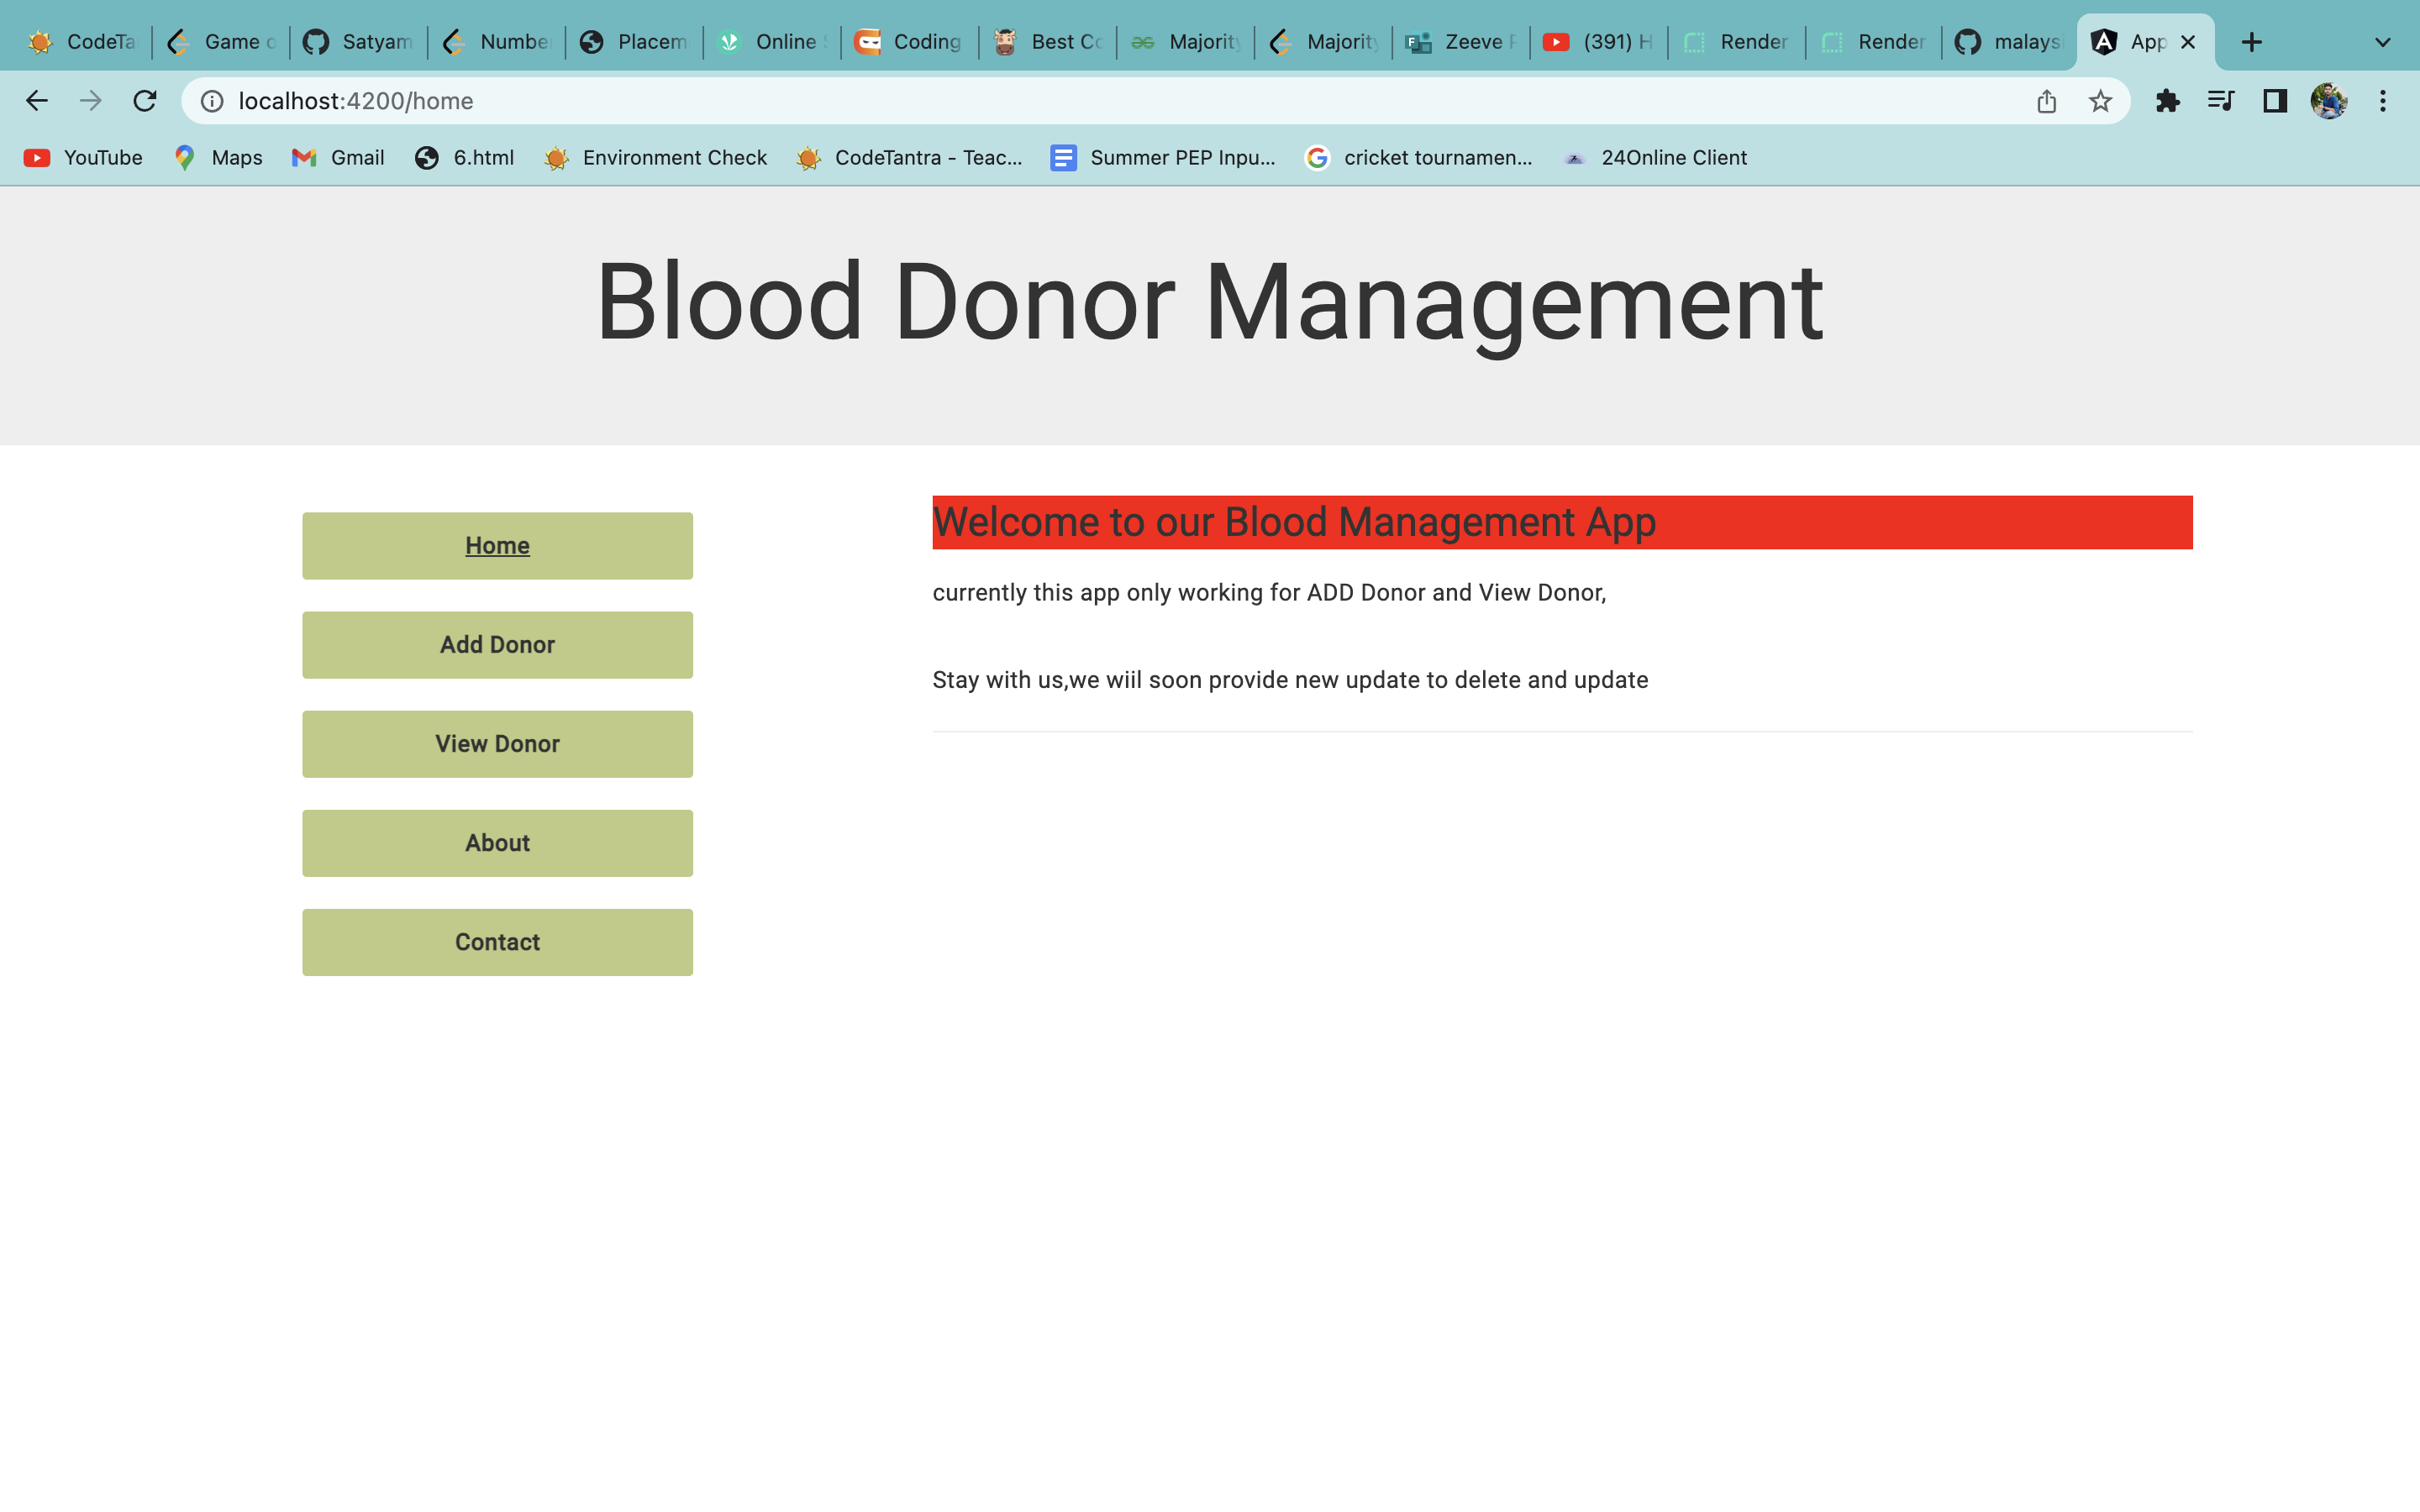 CodeTa Game o Satyam Numbe Placem Online Coding Best Co Majority Majority Zeeve (391) H Render Render malays App
localhost:4200/home
YouTube Maps Gmail 6.html Environment Check CodeTantra - Teac... Summer PEP Inpu... cricket tournamen... 24Online Client
Blood Donor Management
Home
Add Donor
View Donor
About
Contact
Welcome to our Blood Management App
currently this app only working for ADD Donor and View Donor,
Stay with us,we wiil soon provide new update to delete and update